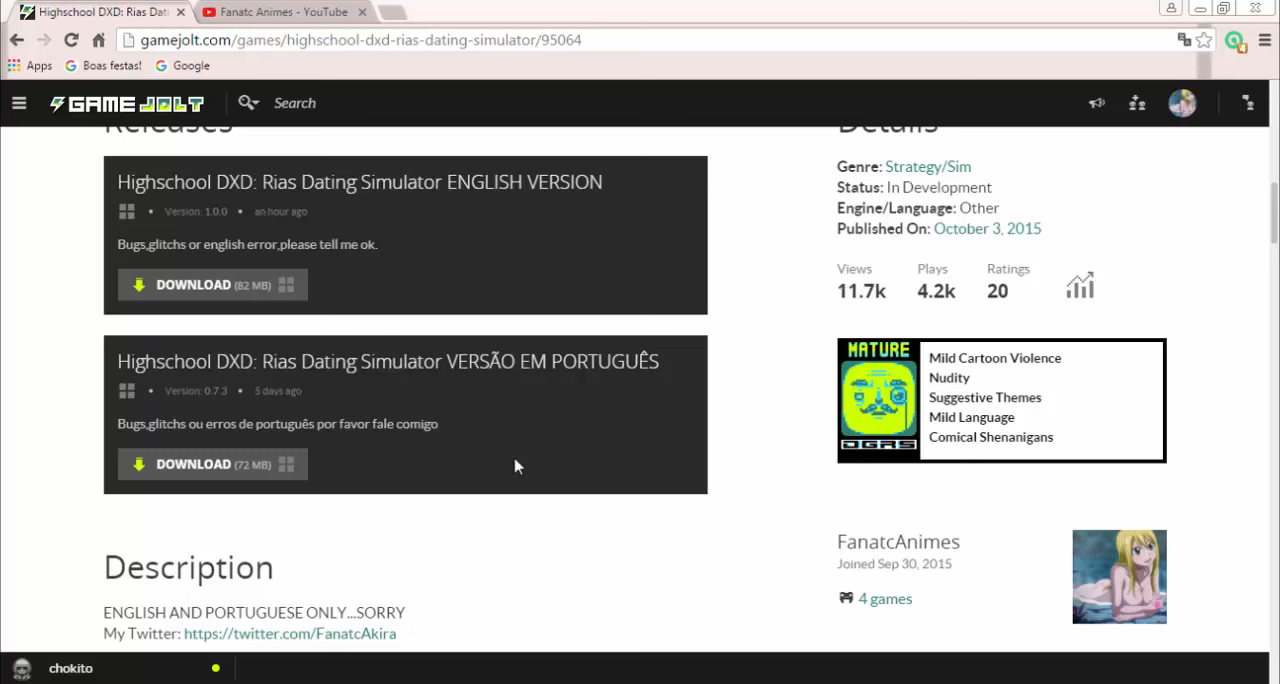 Highschool DXD: Rias Dati
Fanatc Animes - YouTube
gamejolt.com/games/highschool-dxd-rias-dating-simulator/95064
Apps
Boas festas!
Google
GAME JOLT
Search
Releases
Details
Highschool DXD: Rias Dating Simulator ENGLISH VERSION
• Version: 1.0.0 • an hour ago
Bugs,glitchs or english error,please tell me ok.
DOWNLOAD (82 MB)
Highschool DXD: Rias Dating Simulator VERSÃO EM PORTUGUÊS
• Version: 0.7.3 • 5 days ago
Bugs,glitchs ou erros de português por favor fale comigo
DOWNLOAD (72 MB)
Genre: Strategy/Sim
Status: In Development
Engine/Language: Other
Published On: October 3, 2015
Views Plays Ratings
11.7k 4.2k 20
MATURE
DGRS
Mild Cartoon Violence
Nudity
Suggestive Themes
Mild Language
Comical Shenanigans
Description
ENGLISH AND PORTUGUESE ONLY...SORRY
My Twitter: https://twitter.com/FanatcAkira
FanatcAnimes
Joined Sep 30, 2015
4 games
chokito